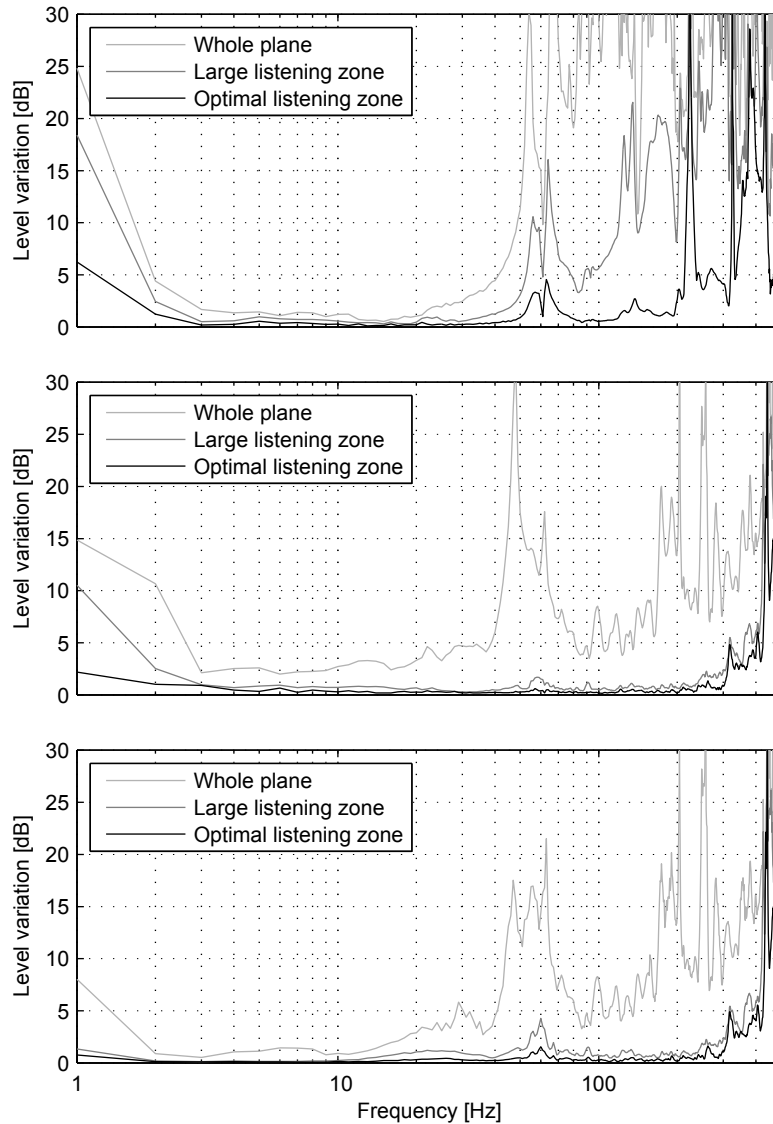 30
25
20
15
10
5
0
Level variation [dB]
Whole plane
Large listening zone
Optimal listening zone
30
25
20
15
10
5
0
Level variation [dB]
Whole plane
Large listening zone
Optimal listening zone
30
25
20
15
10
5
0
Level variation [dB]
Whole plane
Large listening zone
Optimal listening zone
1 10 100
Frequency [Hz]